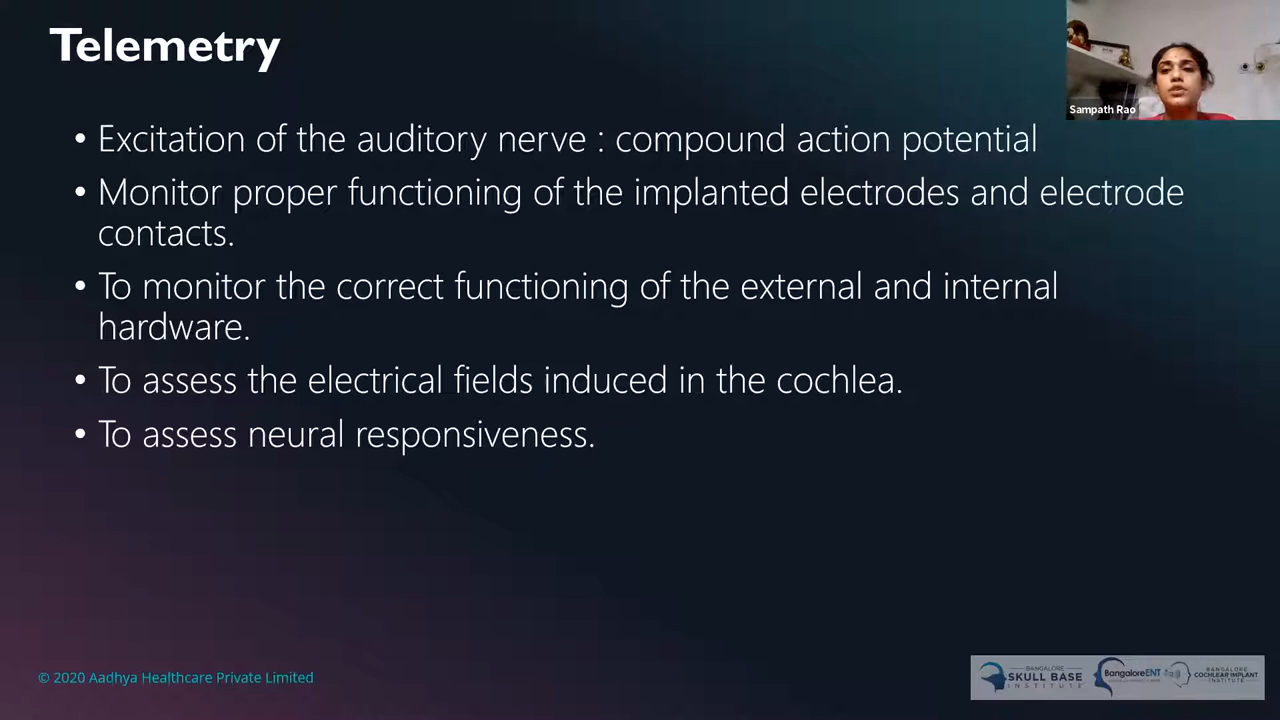 Telemetry
Sampath Rao
• Excitation of the auditory nerve : compound action potential
• Monitor proper functioning of the implanted electrodes and electrode
contacts.
• To monitor the correct functioning of the external and internal
hardware.
• To assess the electrical fields induced in the cochlea.
• To assess neural responsiveness.
© 2020 Aadhya Healthcare Private Limited
BANGALORE
SKULL BASE
INSTITUTE
BangaloreENT
BANGALORE
COCHLEAR IMPLANT
INSTITUTE